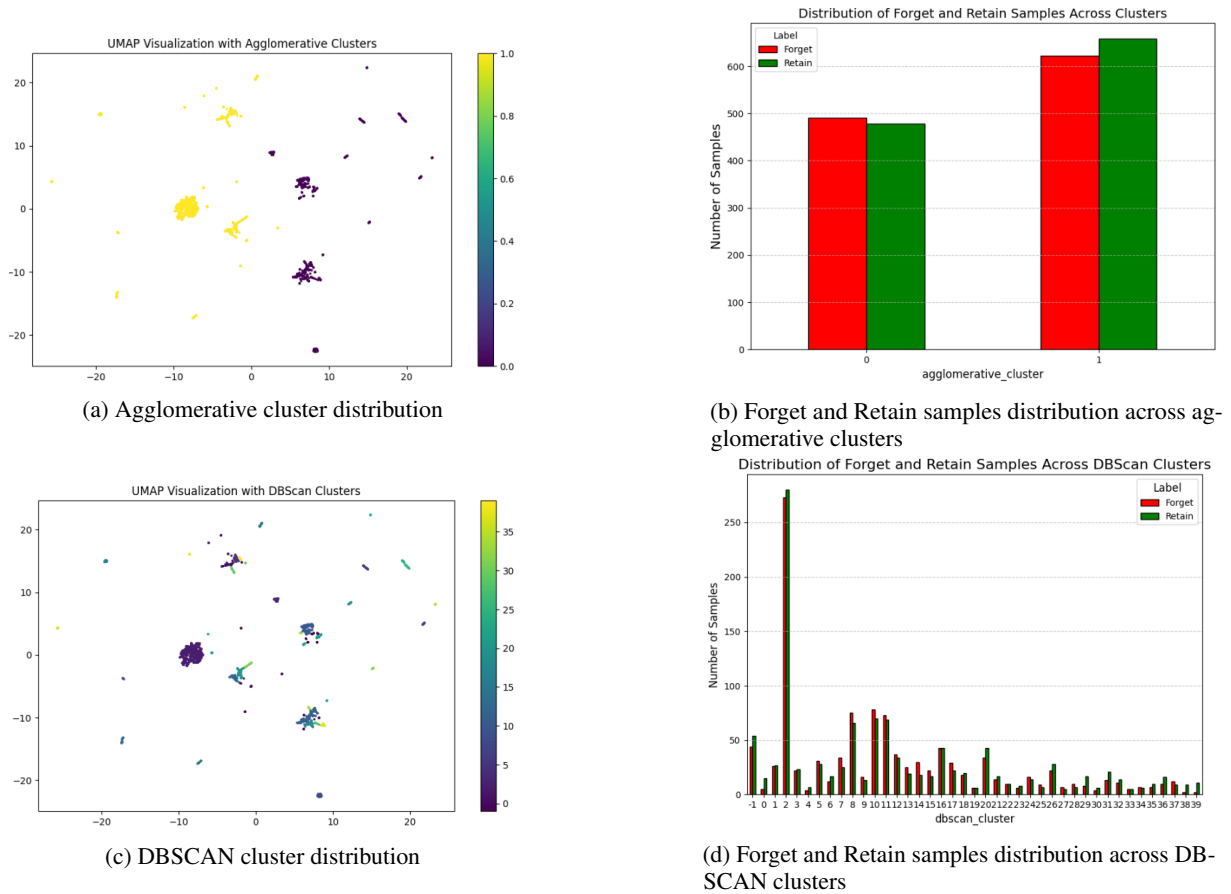 UMAP Visualization with Agglomerative Clusters
20
10
0
−10
−20
−20
−10
0
10
20
1.0
0.8
0.6
0.4
0.2
0.0
(a) Agglomerative cluster distribution
Distribution of Forget and Retain Samples Across Clusters
Label
Forget
Retain
Number of Samples
600
500
400
300
200
100
0
0
1
agglomerative_cluster
(b) Forget and Retain samples distribution across ag-
glomerative clusters
UMAP Visualization with DBScan Clusters
20
10
0
−10
−20
−20
−10
0
10
20
35
30
25
20
15
10
5
0
(c) DBSCAN cluster distribution
Distribution of Forget and Retain Samples Across DBScan Clusters
Label
Forget
Retain
Number of Samples
250
200
150
100
50
0
-1 0 1 2 3 4 5 6 7 8 9 10 11 12 13 14 15 16 17 18 19 20 21 22 23 24 25 26 27 28 29 30 31 32 33 34 35 36 37 38 39
dbscan_cluster
(d) Forget and Retain samples distribution across DB-
SCAN clusters